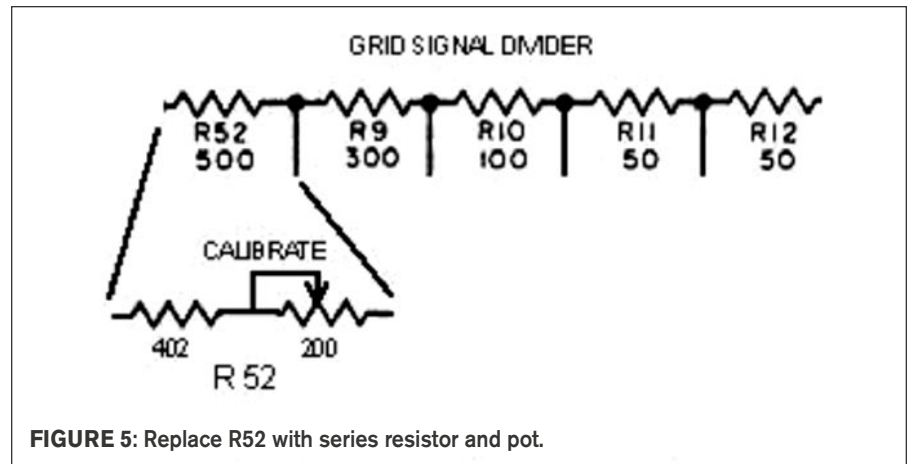 GRID SIGNAL DIVIDER
R52 R9 R10 R11 R12
500 300 100 50 50
CALIBRATE
402 200
R 52
FIGURE 5: Replace R52 with series resistor and pot.